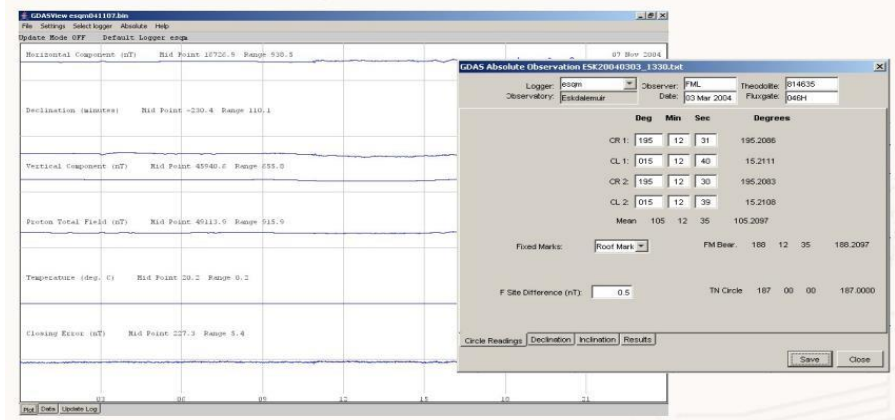 GDASView esqm041107.bin
File Settings Select logger Absolute Help
Update Mode OFF Default Logger esqm
Horizontal Component (nT) Mid Point 16726.9 Range 930.5
07 Nov 2004
Declination (minutes) Mid Point -230.4 Range 110.1
Vertical Component (nT) Mid Point 45940.6 Range 655.8
Proton Total Field (nT) Mid Point 49113.9 Range 915.9
Temperature (deg. C) Mid Point 20.2 Range 0.2
Closing Error (nT) Mid Point 227.3 Range 5.4
03 06 09 12 15 18 21
Plot Data Update Log
GDAS Absolute Observation ESK20040303_1330.txt
Logger: esqm Observer: FML Theodolite: 814635
Observatory: Eskdalemuir Date: 03 Mar 2004 Fluxgate: 046H
Deg Min Sec Degrees
CR 1: 195 12 31 195.2086
CL 1: 015 12 40 15.2111
CR 2: 195 12 30 195.2083
CL 2: 015 12 39 15.2108
Mean 105 12 35 105.2097
Fixed Marks: Roof Mark FM Bear. 188 12 35 188.2097
F Site Difference (nT): 0.5 TN Circle 187 00 00 187.0000
Circle Readings Declination Inclination Results
Save Close